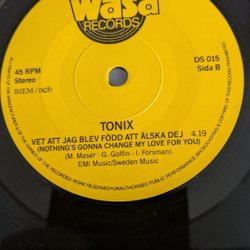 Wasa
RECORDS
45 RPM
Stereo
BIEM/ncb
DS 015
Sida B
TONIX
VET ATT JAG BLEV FÖDD ATT ÄLSKA DEJ 4.19
(NOTHING'S GONNA CHANGE MY LOVE FOR YOU)
(M. Maser - G. Goffin - I. Forsman)
EMI Music/Sweden Music